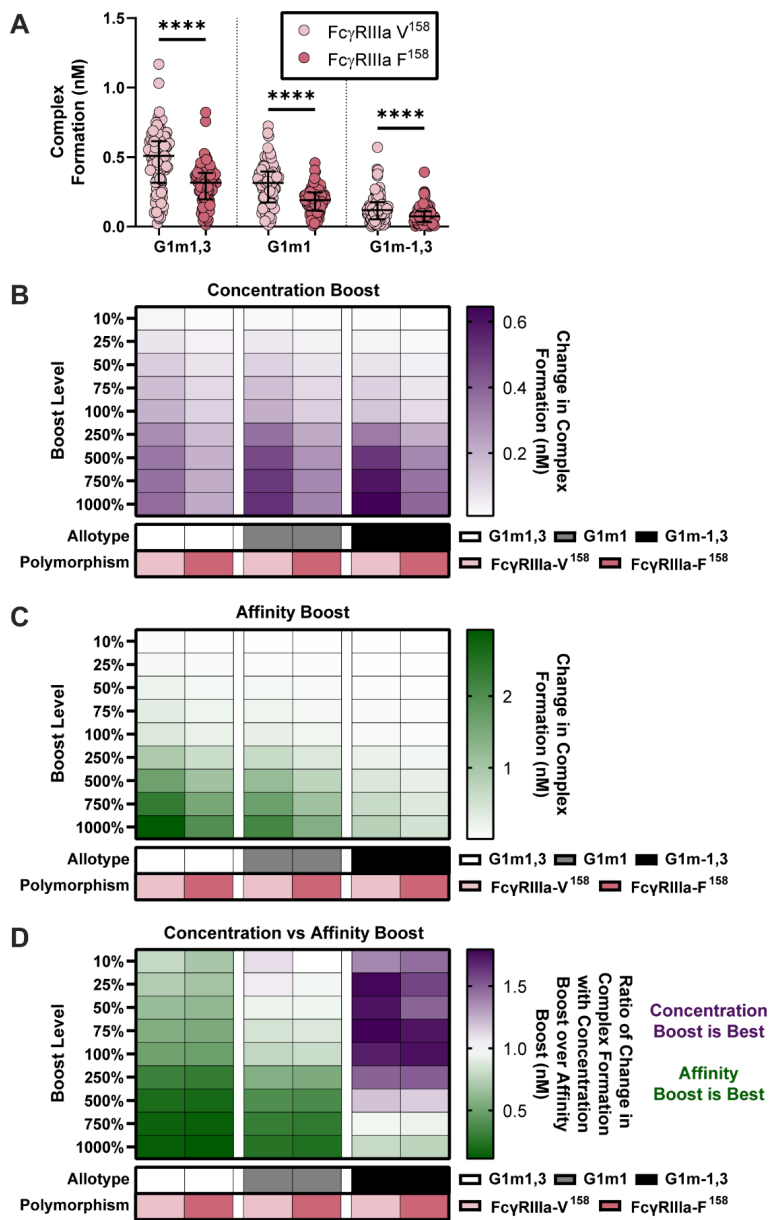 A
Complex
Formation (nM)
1.5
1.0
0.5
0.0
****
****
****
FcγRIIIa V158
FcγRIIIa F158
G1m1,3
G1m1
G1m-1,3
B
Concentration Boost
Boost Level
10%
25%
50%
75%
100%
250%
500%
750%
1000%
0.6
0.4
0.2
Change in Complex
Formation (nM)
Allotype
G1m1,3
G1m1
G1m-1,3
Polymorphism
FcγRIIIa-V158
FcγRIIIa-F158
C
Affinity Boost
Boost Level
10%
25%
50%
75%
100%
250%
500%
750%
1000%
2
1
Change in Complex
Formation (nM)
Allotype
G1m1,3
G1m1
G1m-1,3
Polymorphism
FcγRIIIa-V158
FcγRIIIa-F158
D
Concentration vs Affinity Boost
Boost Level
10%
25%
50%
75%
100%
250%
500%
750%
1000%
1.5
1.0
0.5
Ratio of Change in
Complex Formation
with Concentration
Boost over Affinity
Boost (nM)
Concentration
Boost is Best
Affinity
Boost is Best
Allotype
G1m1,3
G1m1
G1m-1,3
Polymorphism
FcγRIIIa-V158
FcγRIIIa-F158